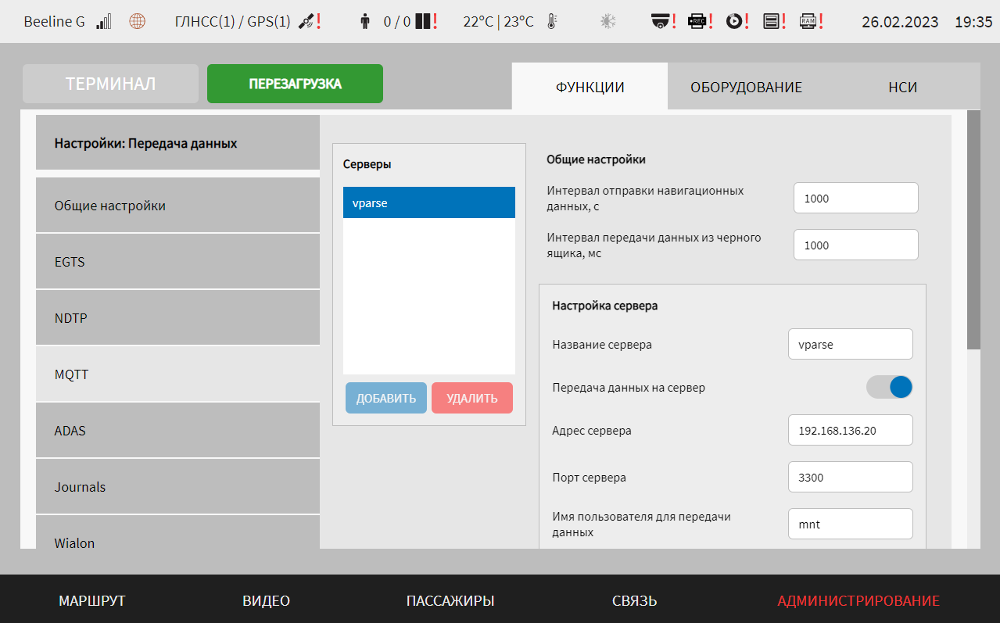 Beeline G ГЛНСС(1) / GPS(1) ! 0 / 0 ! 22°C | 23°C ! REC ! ! ! RAM ! 26.02.2023 19:35
ТЕРМИНАЛ ПЕРЕЗАГРУЗКА ФУНКЦИИ ОБОРУДОВАНИЕ НСИ
Настройки: Передача данных
Общие настройки
EGTS
NDTP
MQTT
ADAS
Journals
Wialon
Серверы
vparse
ДОБАВИТЬ УДАЛИТЬ
Общие настройки
Интервал отправки навигационных
данных, с
1000
Интервал передачи данных из черного
ящика, мс
1000
Настройка сервера
Название сервера vparse
Передача данных на сервер
Адрес сервера 192.168.136.20
Порт сервера 3300
Имя пользователя для передачи
данных
mnt
МАРШРУТ ВИДЕО ПАССАЖИРЫ СВЯЗЬ АДМИНИСТРИРОВАНИЕ